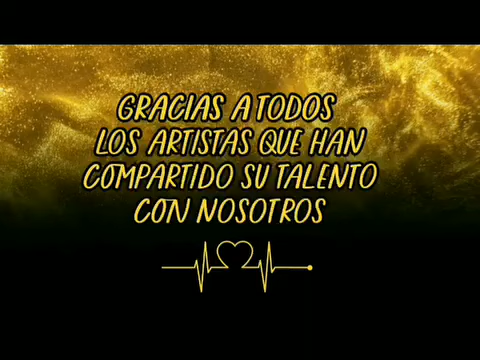 GRACIAS A TODOS
LOS ARTISTAS QUE HAN
COMPARTIDO SU TALENTO
CON NOSOTROS